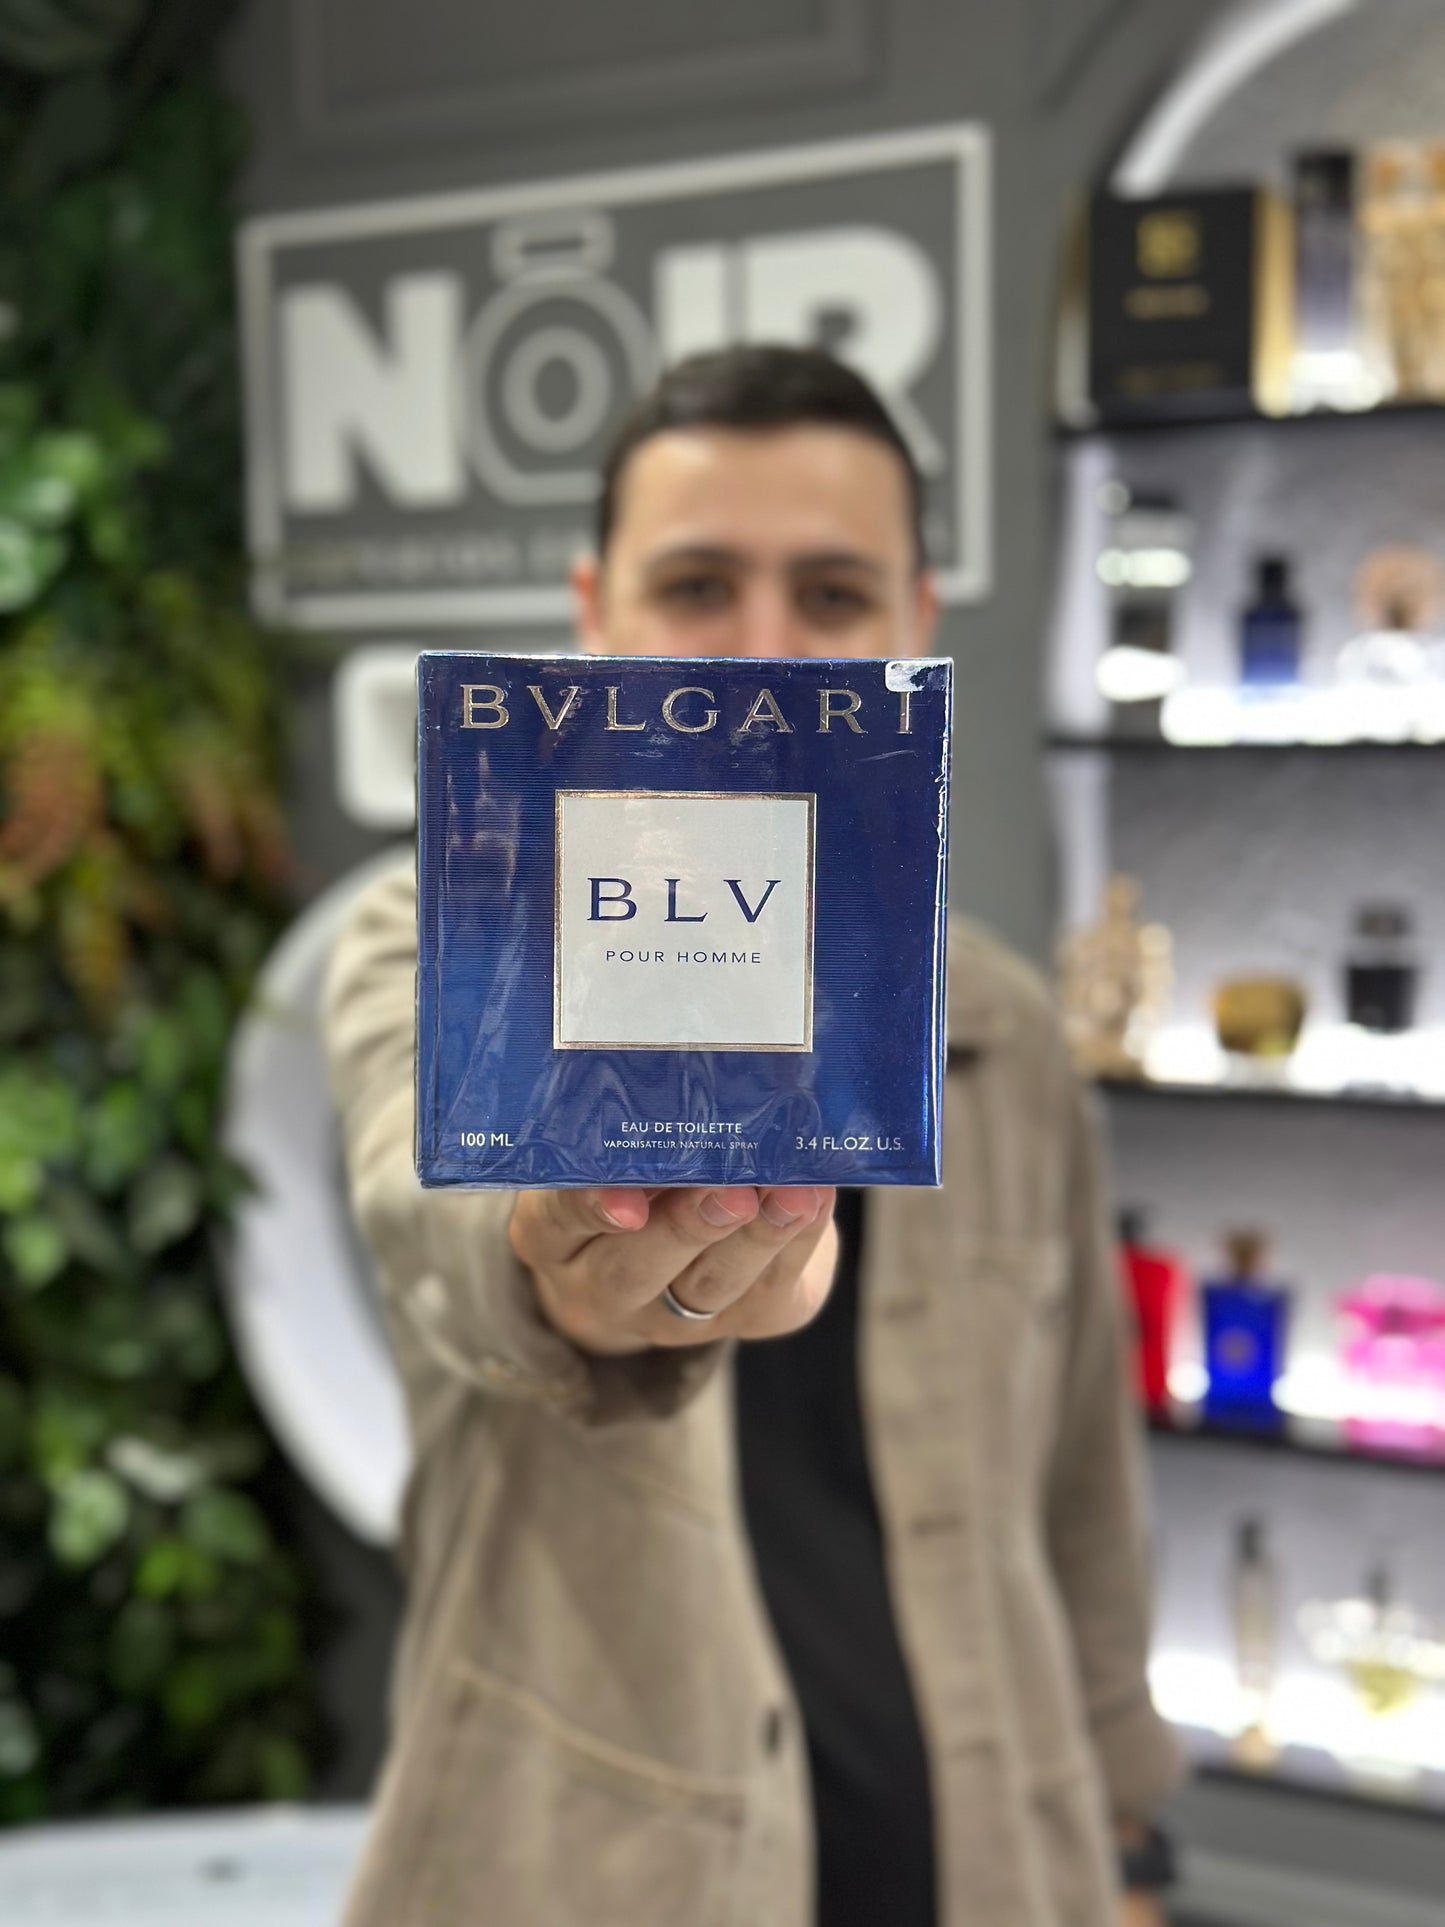 NOIR
BVLGARI
BLV
POUR HOMME
EAU DE TOILETTE
100 ML
VAPORISATEUR NATURAL SPRAY
3.4 FL.OZ. U.S.